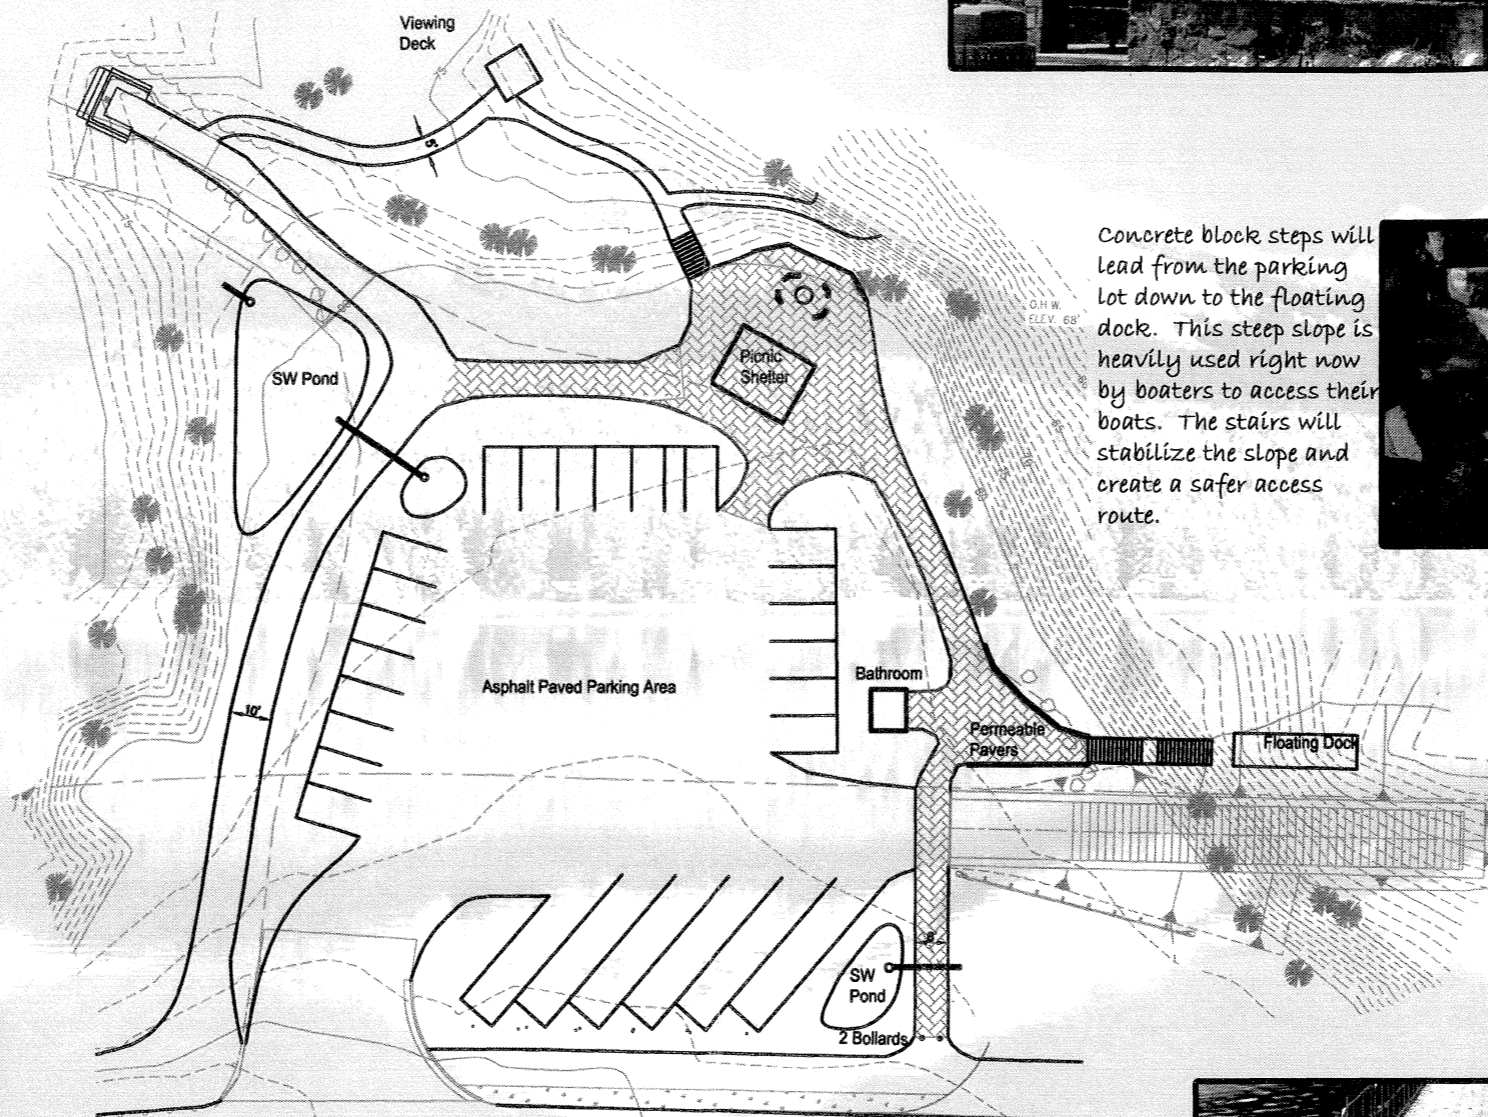 Viewing
Deck
5'
Concrete block steps will
lead from the parking
lot down to the floating
dock. This steep slope is
heavily used right now
by boaters to access their
boats. The stairs will
stabilize the slope and
create a safer access
route.
O.H.W.
ELEV. 68'
Picnic
Shelter
SW Pond
Bathroom
Asphalt Paved Parking Area
10'
Permeable
Pavers
Floating Dock
SW
Pond
2 Bollards